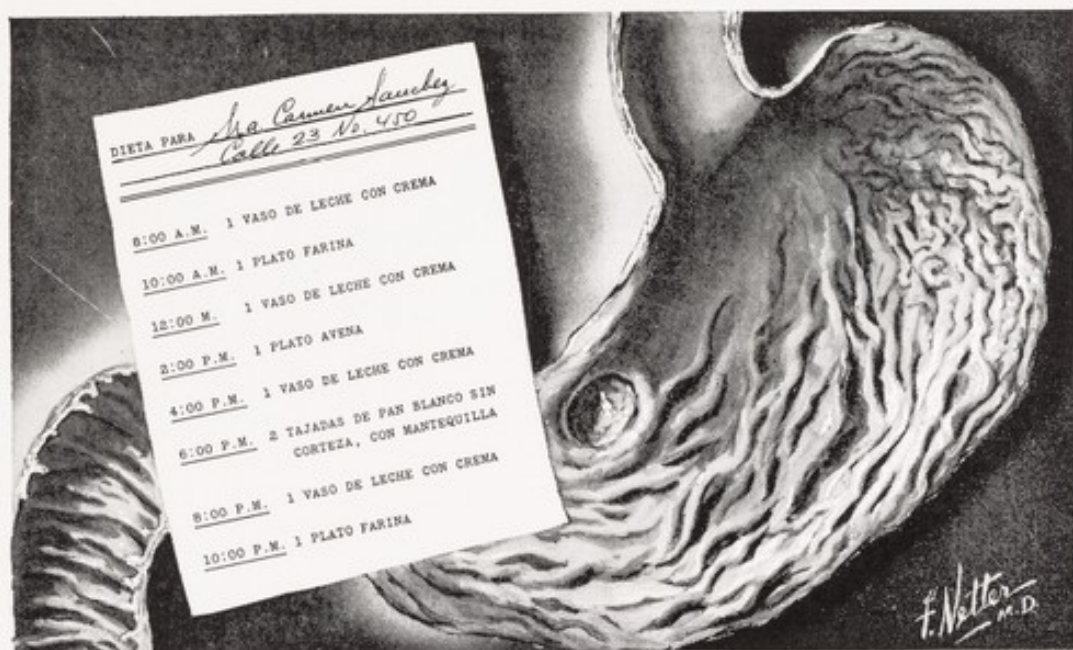 DIETA PARA Sra Carmen Sanchez
Calle 23 No. 450
8:00 A.M. 1 VASO DE LECHE CON CREMA
10:00 A.M. 1 PLATO FARINA
12:00 M. 1 VASO DE LECHE CON CREMA
2:00 P.M. 1 PLATO AVENA
4:00 P.M. 1 VASO DE LECHE CON CREMA
6:00 P.M. 2 TAJADAS DE PAN BLANCO SIN
CORTEZA, CON MANTEQUILLA
8:00 P.M. 1 VASO DE LECHE CON CREMA
10:00 P.M. 1 PLATO FARINA
F. Netter
M.D.